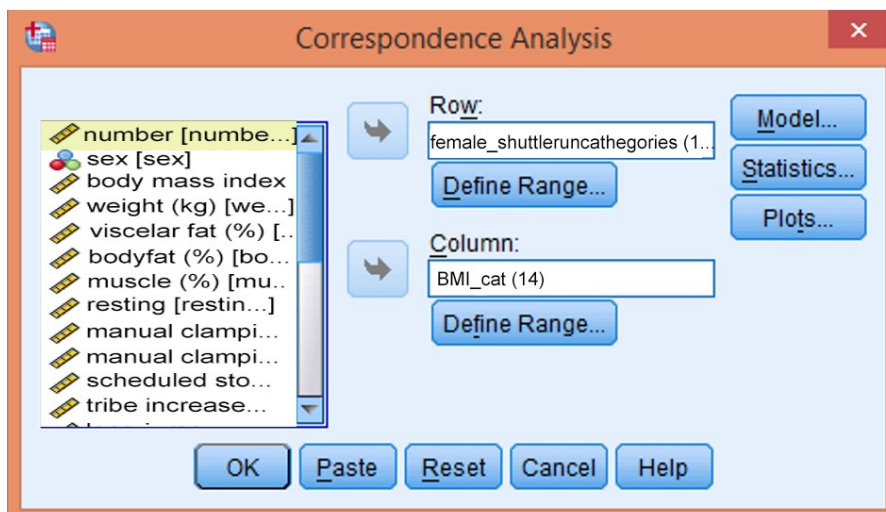 Correspondence Analysis
number [numbe...]
sex [sex]
body mass index
weight (kg) [we...]
viscelar fat (%) [..
bodyfat (%) [bo...
muscle (%) [mu..
resting [restin...]
manual clampi...
manual clampi...
scheduled sto...
tribe increase...
Row:
female_shuttleruncathegories (1...
Define Range...
Column:
BMI_cat (14)
Define Range...
Model...
Statistics...
Plots...
OK Paste Reset Cancel Help